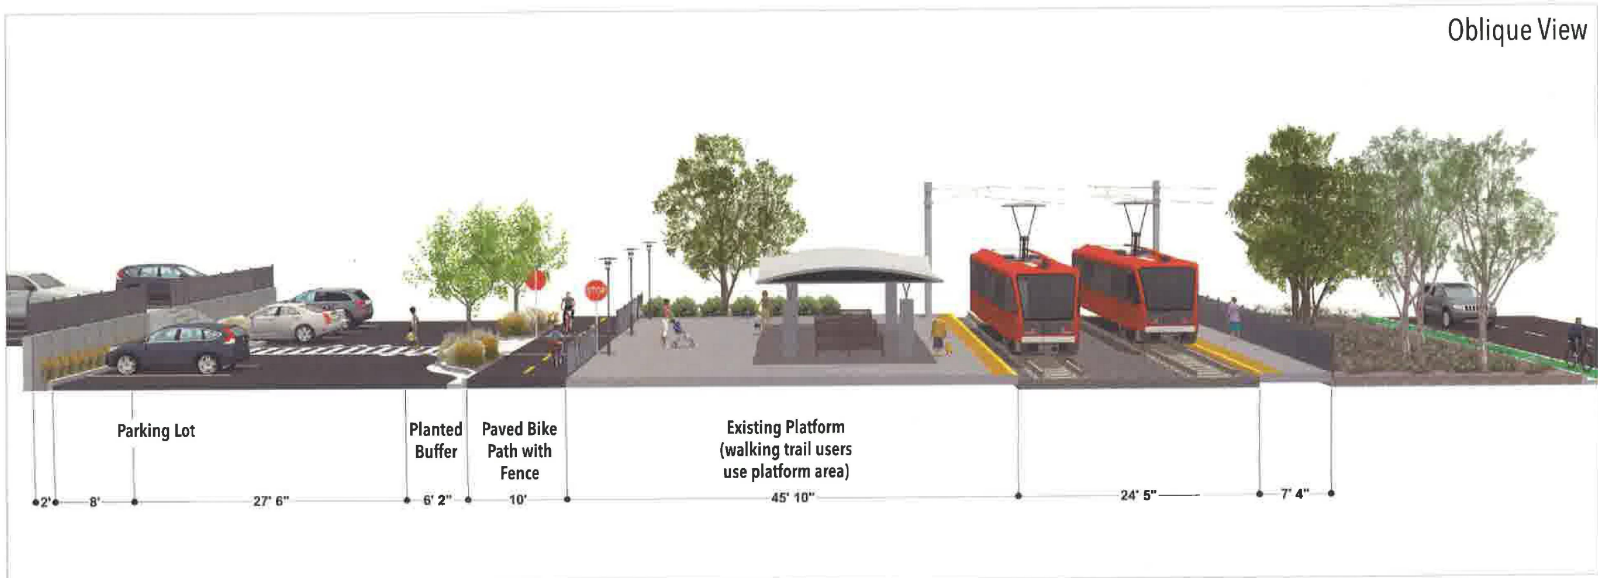 Oblique View
STOP
Parking Lot
Planted
Buffer
Paved Bike
Path with
Fence
Existing Platform
(walking trail users
use platform area)
2'
8'
27' 6"
6' 2"
10'
45' 10"
24' 5"
7' 4"